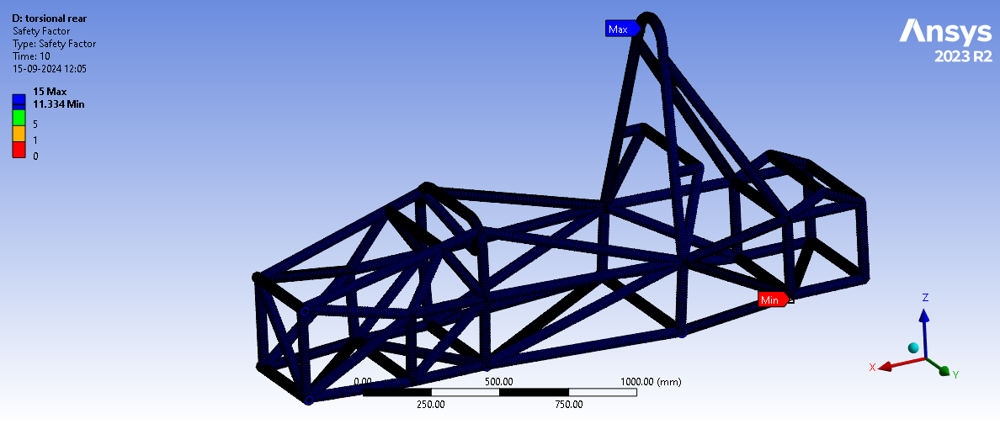 D: torsional rear
Safety Factor
Type: Safety Factor
Time: 10
15-09-2024 12:05
15 Max
11.334 Min
5
1
0
Max
Min
Ansys
2023 R2
0.00 500.00 1000.00 (mm)
250.00 750.00
Z
X
Y